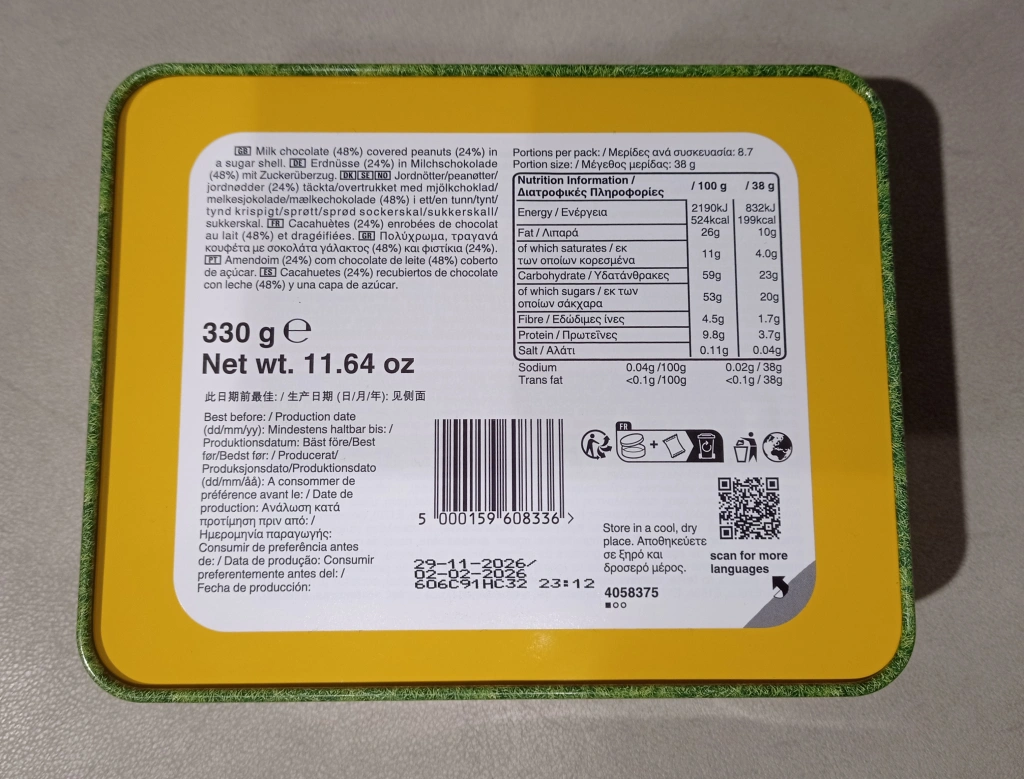 GB Milk chocolate (48%) covered peanuts (24%) in
a sugar shell. DE Erdnüsse (24%) in Milchschokolade
(48%) mit Zuckerüberzug. DK SE NO Jordnötter/peanøtter/
jordnødder (24%) täckta/overtrukket med mjölkchoklad/
melkesjokolade/mælkechokolade (48%) i ett/en tunn/tynt/
tynd krispigt/sprøtt/sprød sockerskal/sukkerskall/
sukkerskal. FR Cacahuètes (24%) enrobées de chocolat
au lait (48%) et dragéifiées. GR Πολύχρωμα, τραγανά
κουφέτα με σοκολάτα γάλακτος (48%) και φιστίκια (24%).
PT Amendoim (24%) com chocolate de leite (48%) coberto
de açúcar. ES Cacahuetes (24%) recubiertos de chocolate
con leche (48%) y una capa de azúcar.
330 g ℮
Net wt. 11.64 oz
此日期前最佳: / 生产日期 (日/月/年): 见侧面
Best before: / Production date
(dd/mm/yy): Mindestens haltbar bis: /
Produktionsdatum: Bäst före/Best
før/Bedst før: / Producerat/
Produksjonsdato/Produktionsdato
(dd/mm/åå): A consommer de
préférence avant le: / Date de
production: Ανάλωση κατά
προτίμηση πριν από: /
Ημερομηνία παραγωγής:
Consumir de preferência antes
de: / Data de produção: Consumir
preferentemente antes del: /
Fecha de producción:
Portions per pack: / Μερίδες ανά συσκευασία: 8.7
Portion size: / Μέγεθος μερίδας: 38 g
Nutrition Information /
Διατροφικές Πληροφορίες / 100 g / 38 g
Energy / Ενέργεια 2190kJ 832kJ
524kcal 199kcal
Fat / Λιπαρά 26g 10g
of which saturates / εκ
των οποίων κορεσμένα 11g 4.0g
Carbohydrate / Υδατάνθρακες 59g 23g
of which sugars / εκ των
οποίων σάκχαρα 53g 20g
Fibre / Εδώδιμες ίνες 4.5g 1.7g
Protein / Πρωτεΐνες 9.8g 3.7g
Salt / Αλάτι 0.11g 0.04g
Sodium 0.04g /100g 0.02g / 38g
Trans fat <0.1g /100g <0.1g / 38g
5 000159 608336 >
FR
+
29-11-2026/
02-02-2026
606C91HC32 23:12
Store in a cool, dry
place. Αποθηκεύετε
σε ξηρό και
δροσερό μέρος.
scan for more
languages
4058375